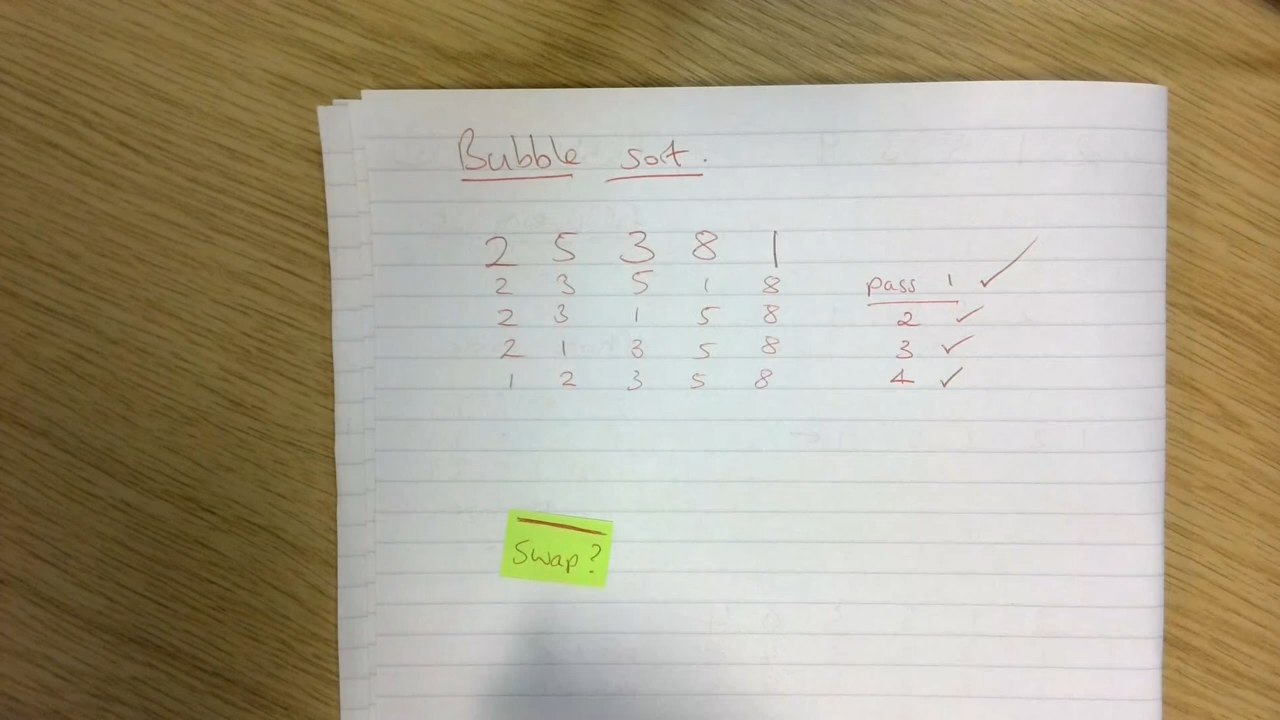 Bubble sort.
2 5 3 8 1
2 3 5 1 8 pass 1 ✓
2 3 1 5 8 2 ✓
2 1 3 5 8 3 ✓
1 2 3 5 8 4 ✓
Swap?